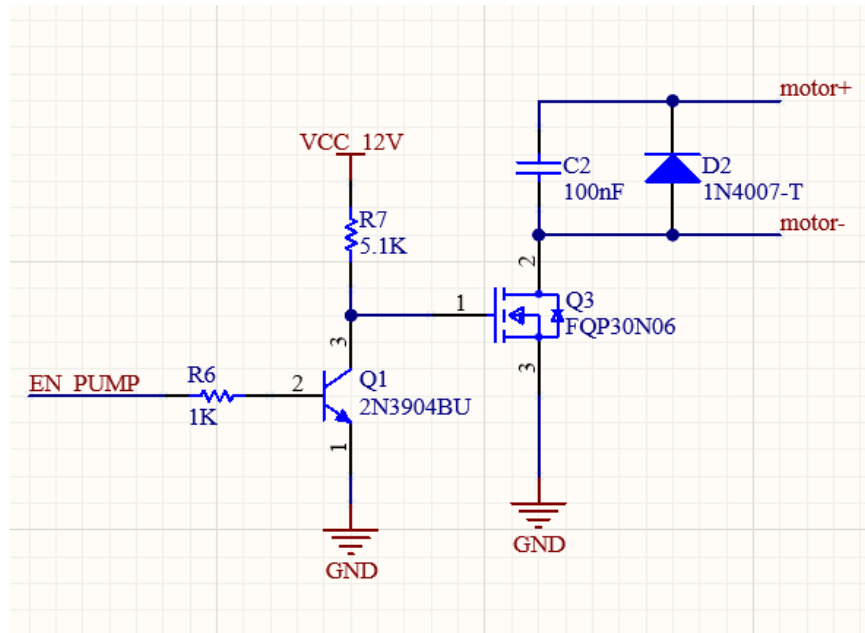 motor+
VCC_12V
C2
100nF
D2
1N4007-T
R7
5.1K
motor-
2
1
Q3
FQP30N06
3
3
EN_PUMP
R6
1K
2
Q1
2N3904BU
1
GND
GND